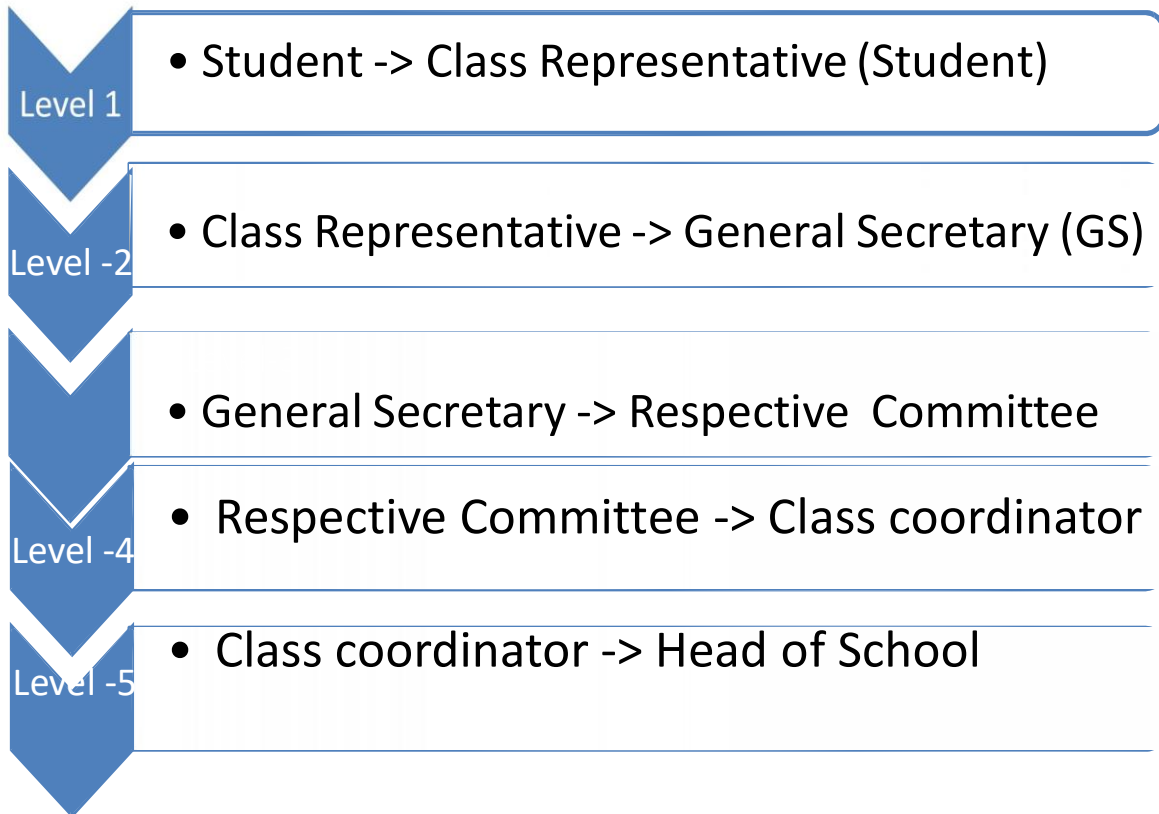 Level 1
• Student -> Class Representative (Student)
Level -2
• Class Representative -> General Secretary (GS)
• General Secretary -> Respective Committee
Level -4
• Respective Committee -> Class coordinator
Level -5
• Class coordinator -> Head of School